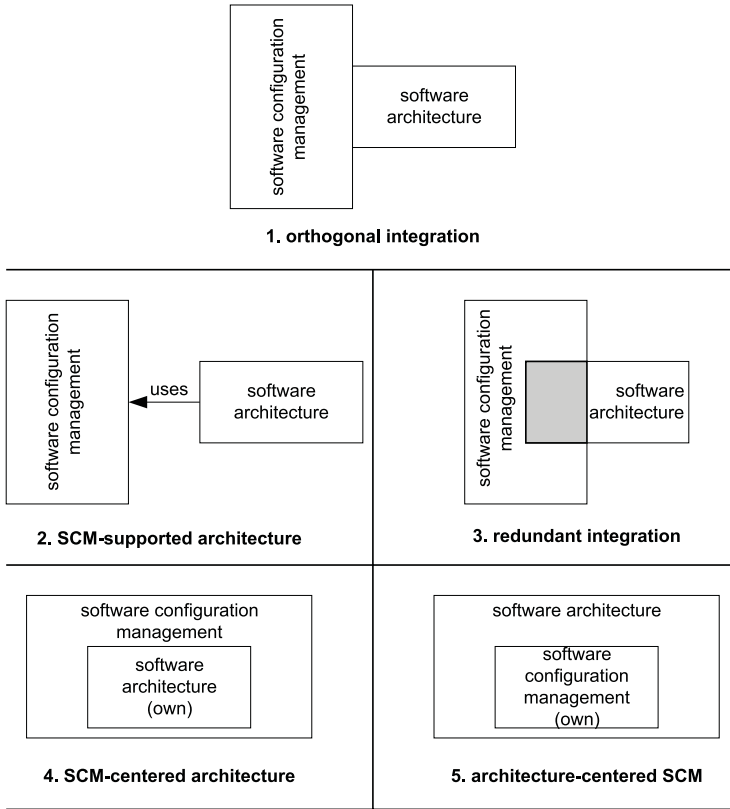 software configuration
management
software
architecture
1. orthogonal integration
software configuration
management
uses
software
architecture
2. SCM-supported architecture
software configuration
management
software
architecture
3. redundant integration
software configuration
management
software
architecture
(own)
4. SCM-centered architecture
software architecture
software
configuration
management
(own)
5. architecture-centered SCM